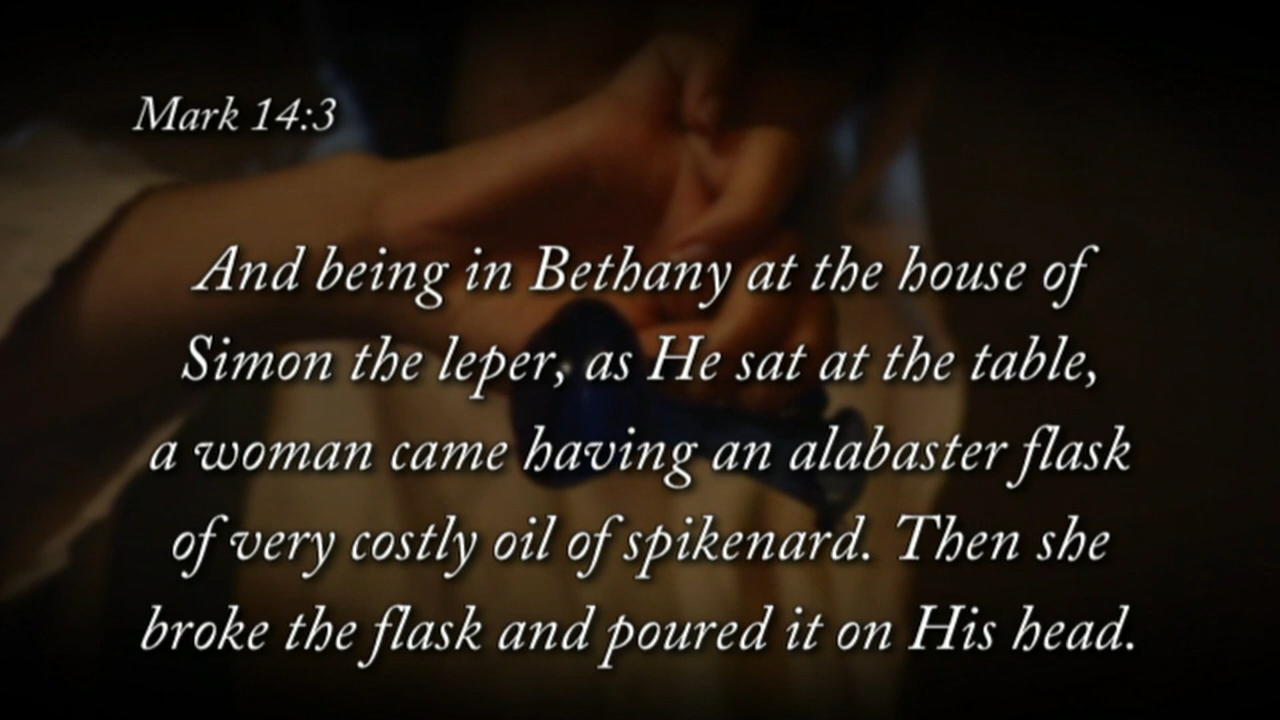 Mark 14:3
And being in Bethany at the house of
Simon the leper, as He sat at the table,
a woman came having an alabaster flask
of very costly oil of spikenard. Then she
broke the flask and poured it on His head.